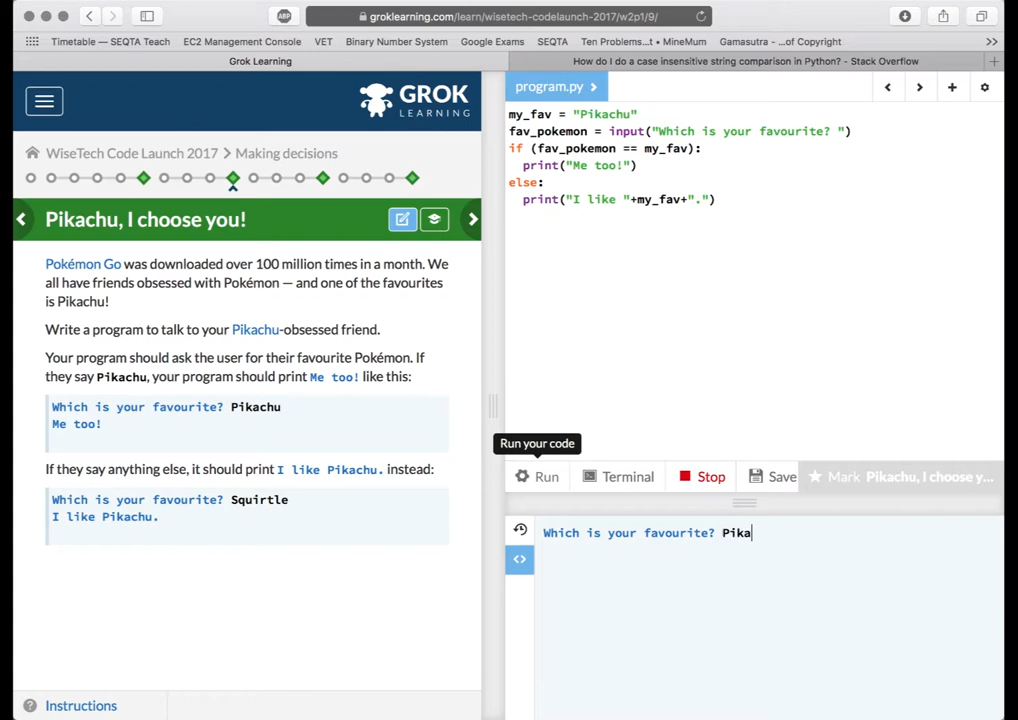 ABP
groklearning.com/learn/wisetech-codelaunch-2017/w2p1/9/
Timetable — SEQTA Teach
EC2 Management Console
VET
Binary Number System
Google Exams
SEQTA
Ten Problems...t • MineMum
Gamasutra - ...of Copyright
Grok Learning
How do I do a case insensitive string comparison in Python? - Stack Overflow
GROK
LEARNING
WiseTech Code Launch 2017 > Making decisions
Pikachu, I choose you!
Pokémon Go was downloaded over 100 million times in a month. We
all have friends obsessed with Pokémon — and one of the favourites
is Pikachu!
Write a program to talk to your Pikachu-obsessed friend.
Your program should ask the user for their favourite Pokémon. If
they say Pikachu, your program should print Me too! like this:
Which is your favourite? Pikachu
Me too!
If they say anything else, it should print I like Pikachu. instead:
Which is your favourite? Squirtle
I like Pikachu.
Instructions
program.py
my_fav = "Pikachu"
fav_pokemon = input("Which is your favourite? ")
if (fav_pokemon == my_fav):
  print("Me too!")
else:
  print("I like "+my_fav+".")
Run your code
Run
Terminal
Stop
Save
Mark Pikachu, I choose y...
Which is your favourite? Pika